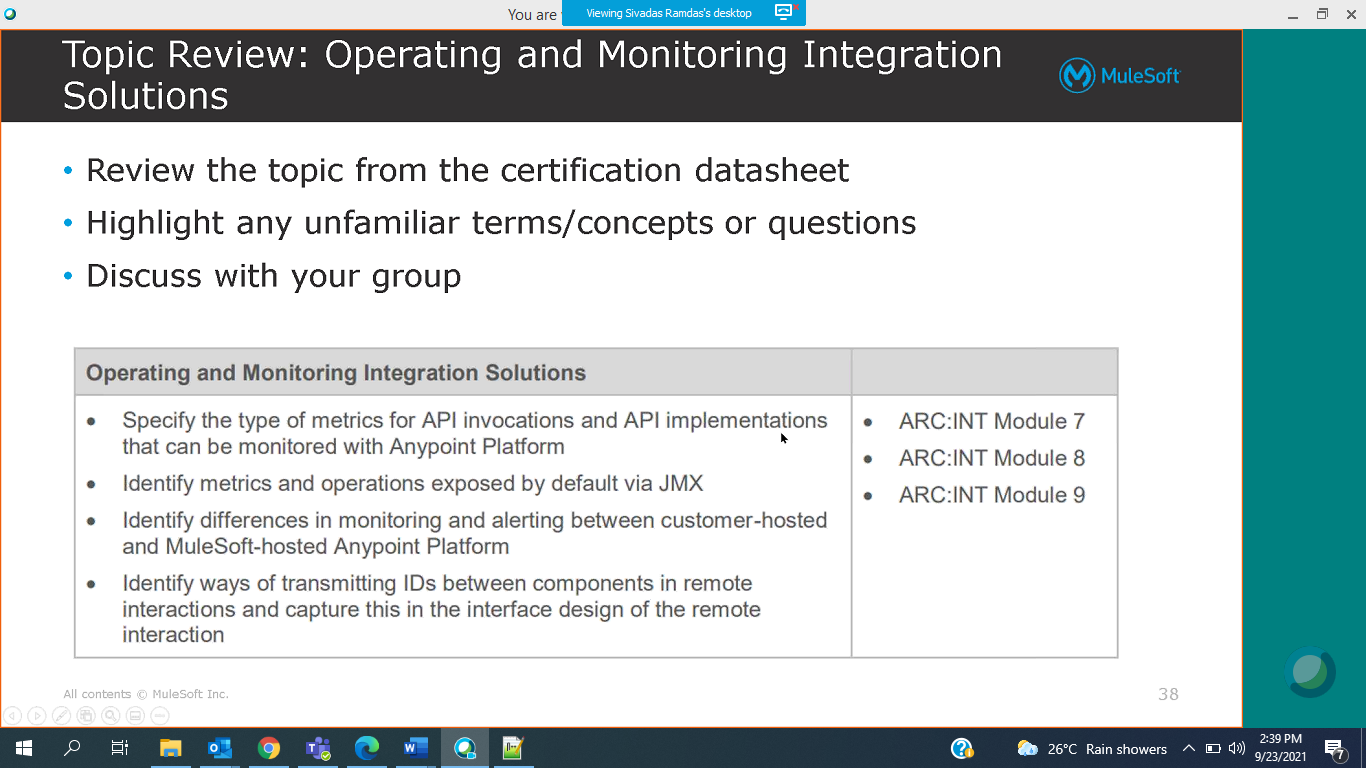 You are
Viewing Sivadas Ramdas's desktop
Topic Review: Operating and Monitoring Integration
Solutions
MuleSoft
• Review the topic from the certification datasheet
• Highlight any unfamiliar terms/concepts or questions
• Discuss with your group
Operating and Monitoring Integration Solutions
• Specify the type of metrics for API invocations and API implementations
that can be monitored with Anypoint Platform
• Identify metrics and operations exposed by default via JMX
• Identify differences in monitoring and alerting between customer-hosted
and MuleSoft-hosted Anypoint Platform
• Identify ways of transmitting IDs between components in remote
interactions and capture this in the interface design of the remote
interaction
• ARC:INT Module 7
• ARC:INT Module 8
• ARC:INT Module 9
All contents © MuleSoft Inc.
38
26°C Rain showers
2:39 PM
9/23/2021
7